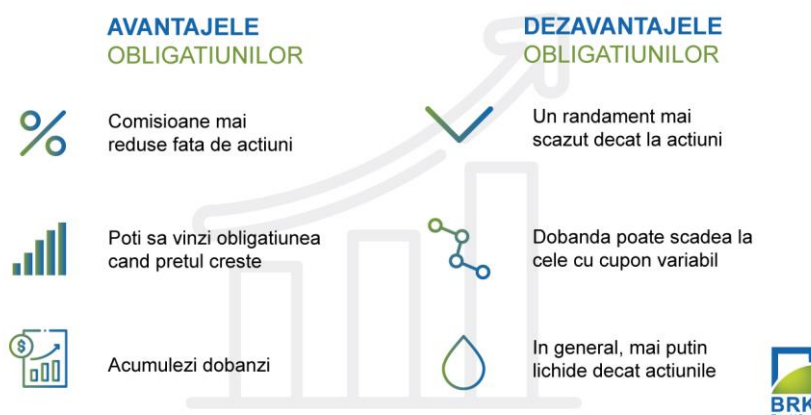 AVANTAJELE
OBLIGATIUNILOR
Comisioane mai
reduse fata de actiuni
Poti sa vinzi obligatiunea
cand pretul creste
Acumulezi dobanzi
DEZAVANTAJELE
OBLIGATIUNILOR
Un randament mai
scazut decat la actiuni
Dobanda poate scadea la
cele cu cupon variabil
In general, mai putin
lichide decat actiunile
BRK